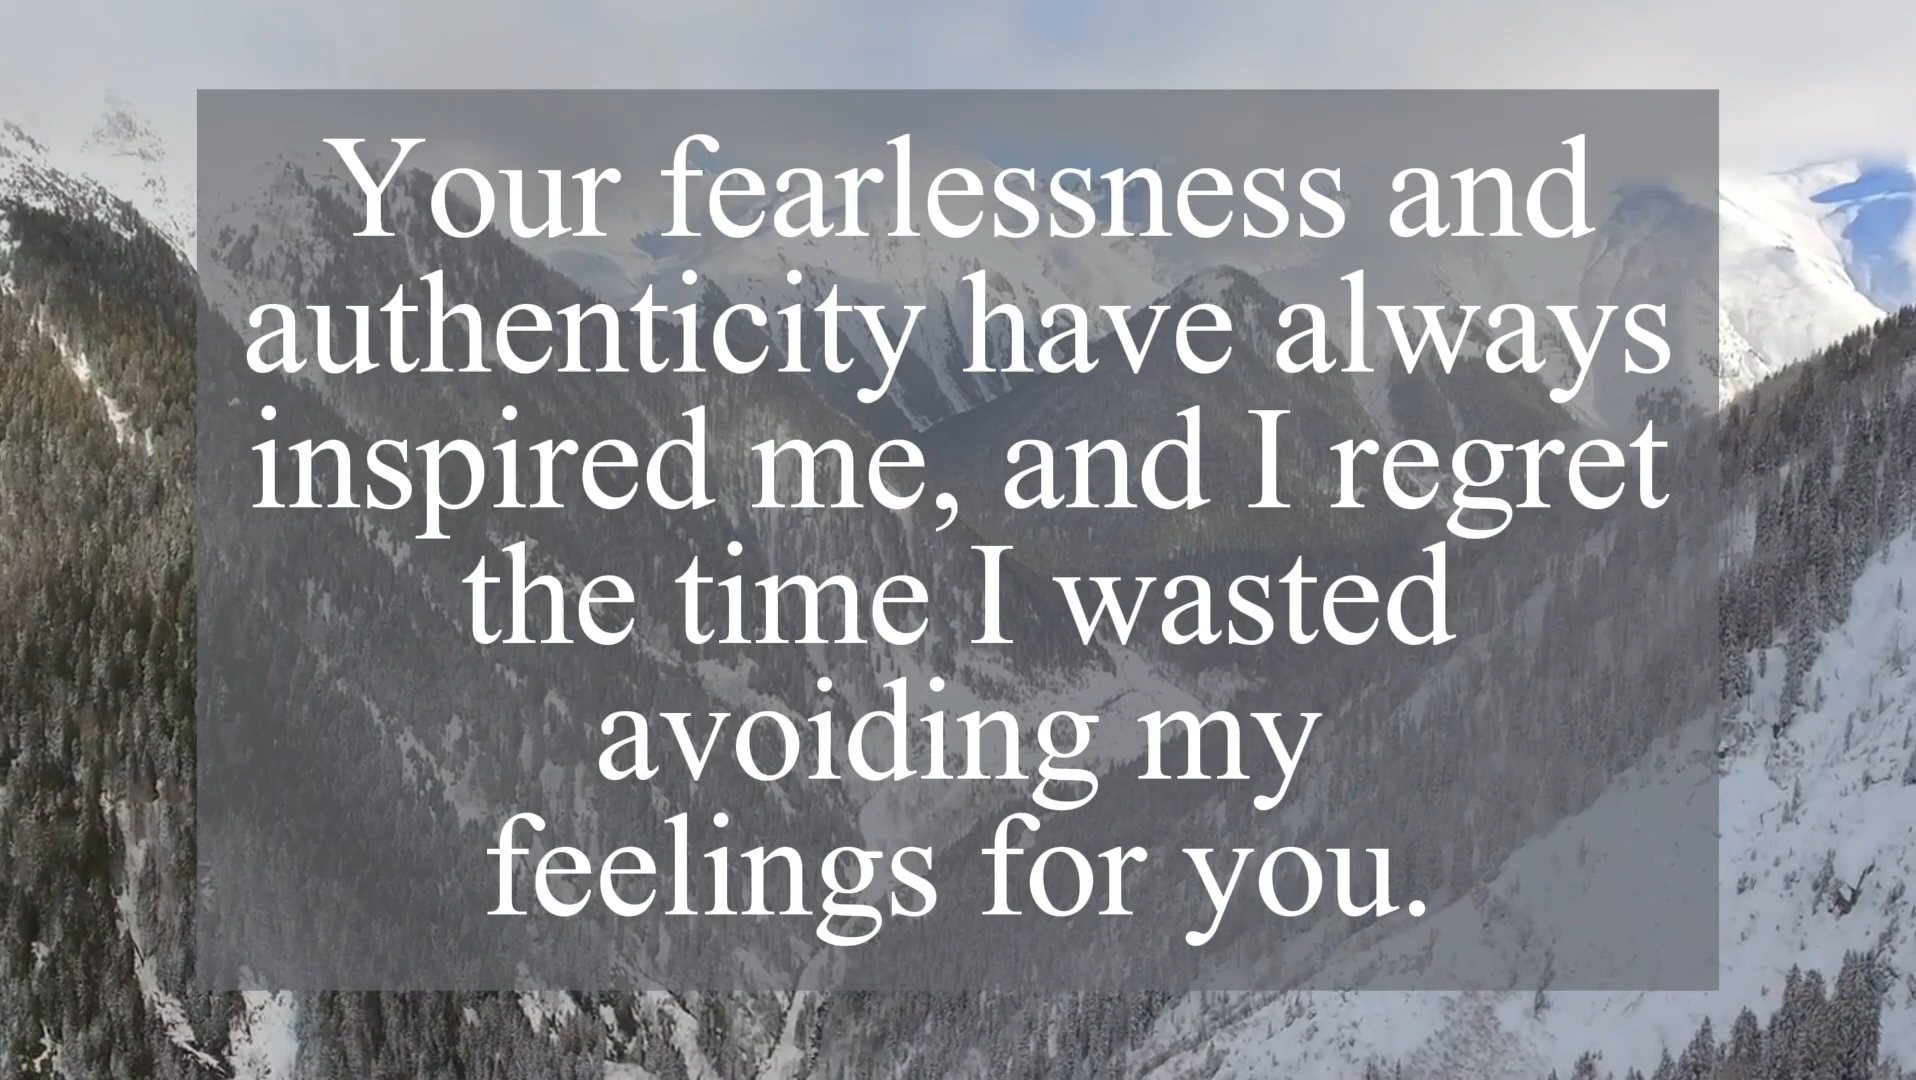 Your fearlessness and
authenticity have always
inspired me, and I regret
the time I wasted
avoiding my
feelings for you.